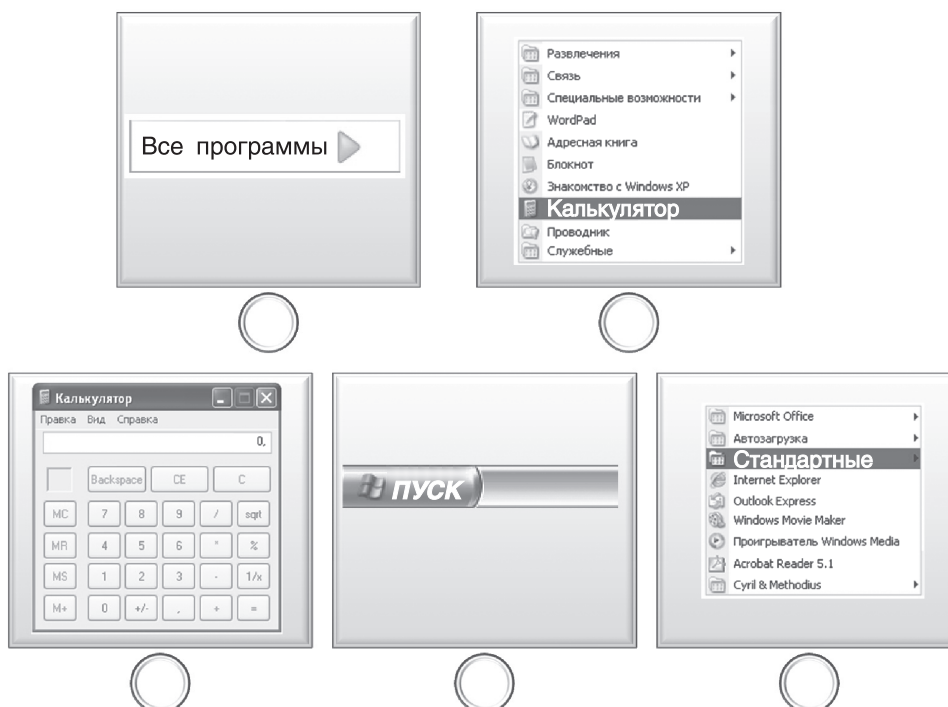 Все программы
Развлечения
Связь
Специальные возможности
WordPad
Адресная книга
Блокнот
Знакомство с Windows XP
Калькулятор
Проводник
Служебные
Калькулятор
Правка Вид Справка
0,
Backspace CE C
MC 7 8 9 / sqrt
MR 4 5 6 * %
MS 1 2 3 - 1/x
M+ 0 +/- , + =
ПУСК
Microsoft Office
Автозагрузка
Стандартные
Internet Explorer
Outlook Express
Windows Movie Maker
Проигрыватель Windows Media
Acrobat Reader 5.1
Cyril & Methodius